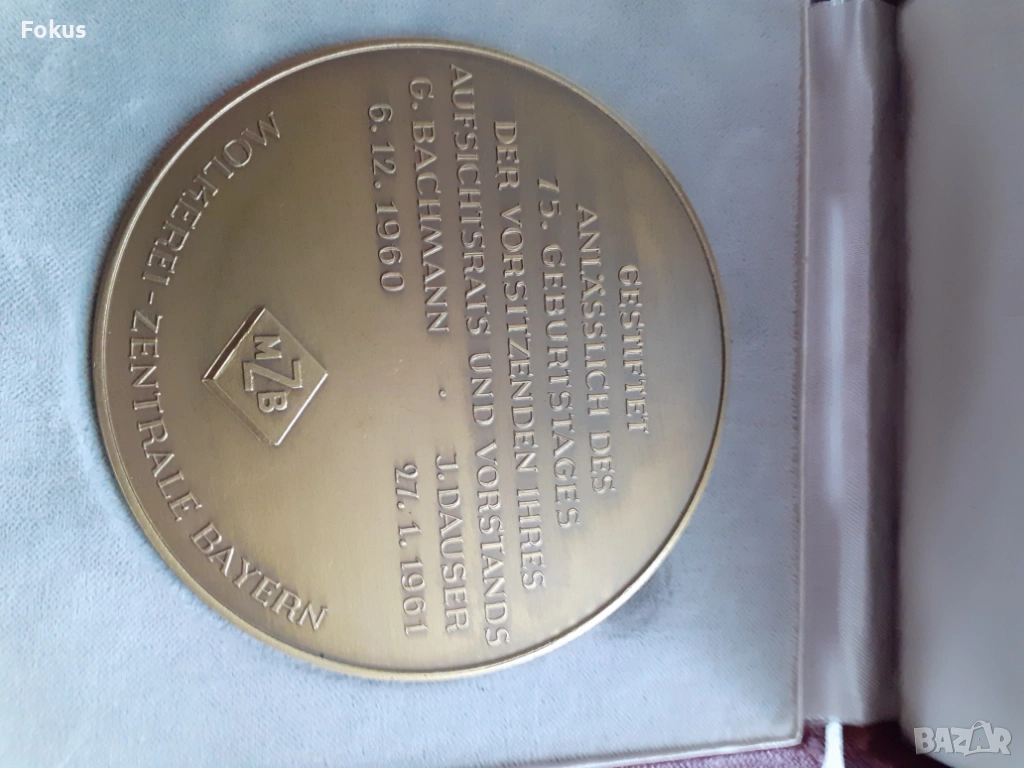 Fokus
GESTIFTET
ANLÄSSLICH DES
75. GEBURTSTAGES
DER VORSITZENDEN IHRES
AUFSICHTSRATS UND VORSTANDS
G. BACHMANN . J. DAUSER
6. 12. 1960 27. 1. 1961
MZB
MOLKEREI-ZENTRALE BAYERN
BAZAR